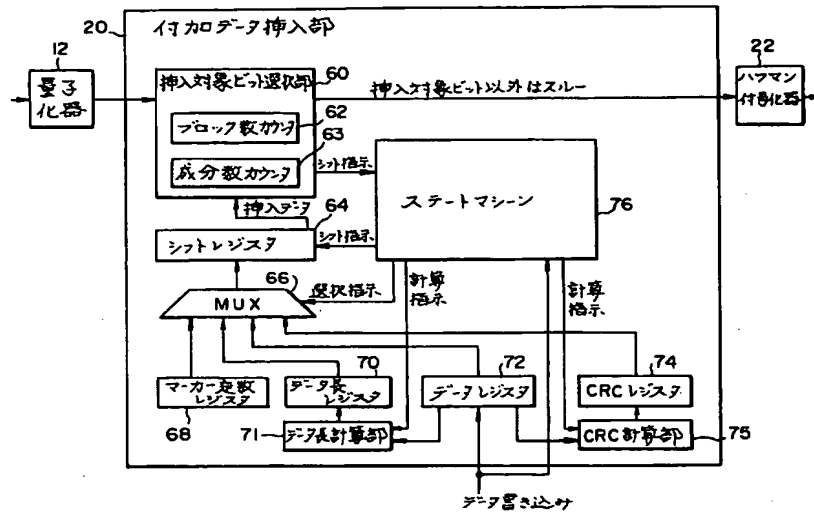 20
付加データ挿入部
12
量子
化器
挿入対象ビット選択部
60
ブロック数カウンタ
62
63
成分数カウンタ
挿入対象ビット以外はスルー
22
ハフマン
符号化器
シフト指示
ステートマシーン
76
挿入データ
64
シフトレジスタ
シフト指示
66
MUX
選択指示
計算
指示
計算
指示
マーカー定数
レジスタ
68
70
データ長
レジスタ
71
データ長計算部
72
データレジスタ
74
CRCレジスタ
CRC計算部
75
データ書き込み